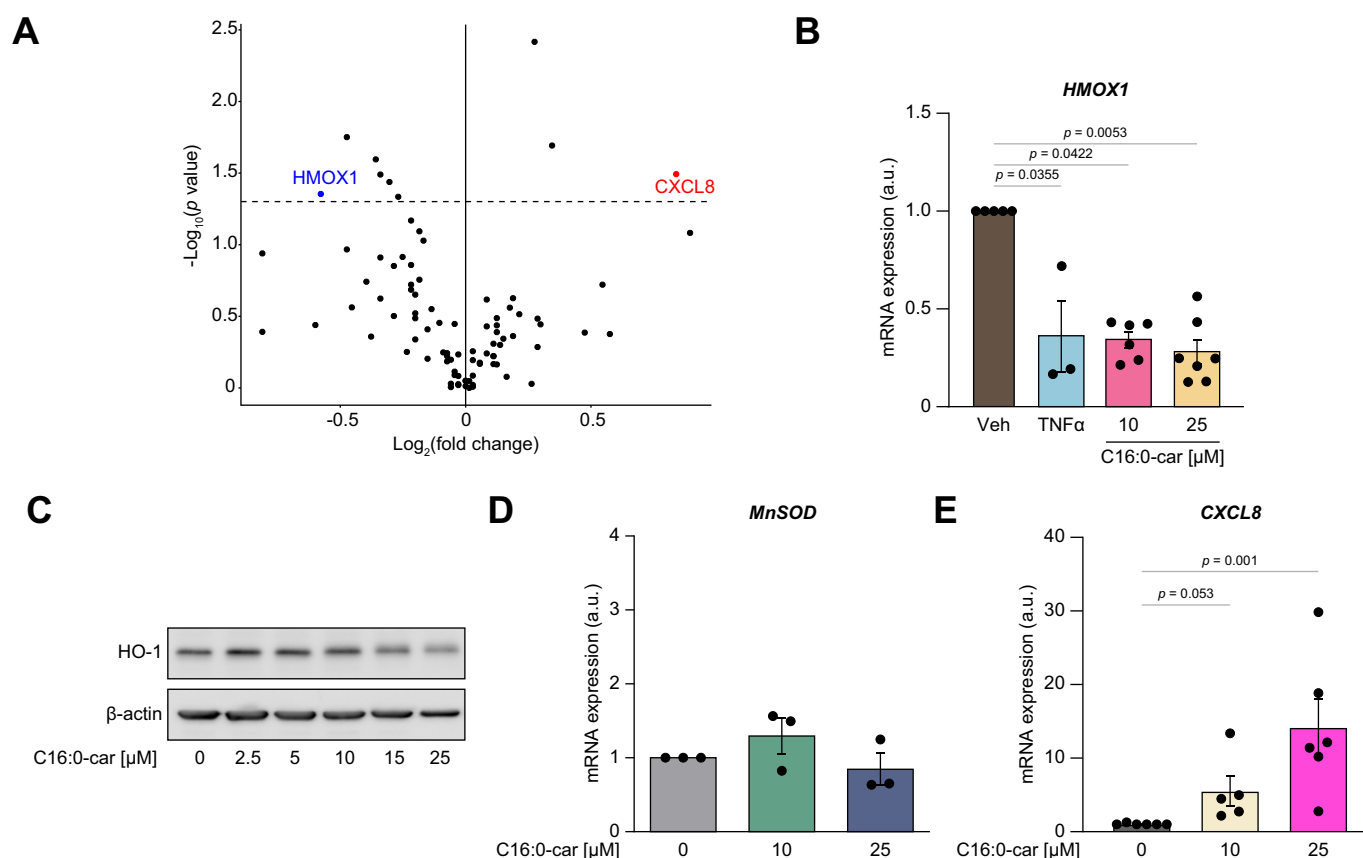 A
2.5
2.0
1.5
1.0
0.5
0
-Log10(p value)
HMOX1
CXCL8
-0.5
0
0.5
Log2(fold change)
B
HMOX1
p = 0.0053
p = 0.0422
p = 0.0355
1.5
1.0
0.5
0
mRNA expression (a.u.)
Veh
TNFα
10
25
C16:0-car [µM]
C
HO-1
β-actin
C16:0-car [µM]
0
2.5
5
10
15
25
D
MnSOD
4
3
2
1
0
mRNA expression (a.u.)
C16:0-car [µM]
0
10
25
E
CXCL8
p = 0.001
p = 0.053
40
30
20
10
0
mRNA expression (a.u.)
C16:0-car [µM]
0
10
25